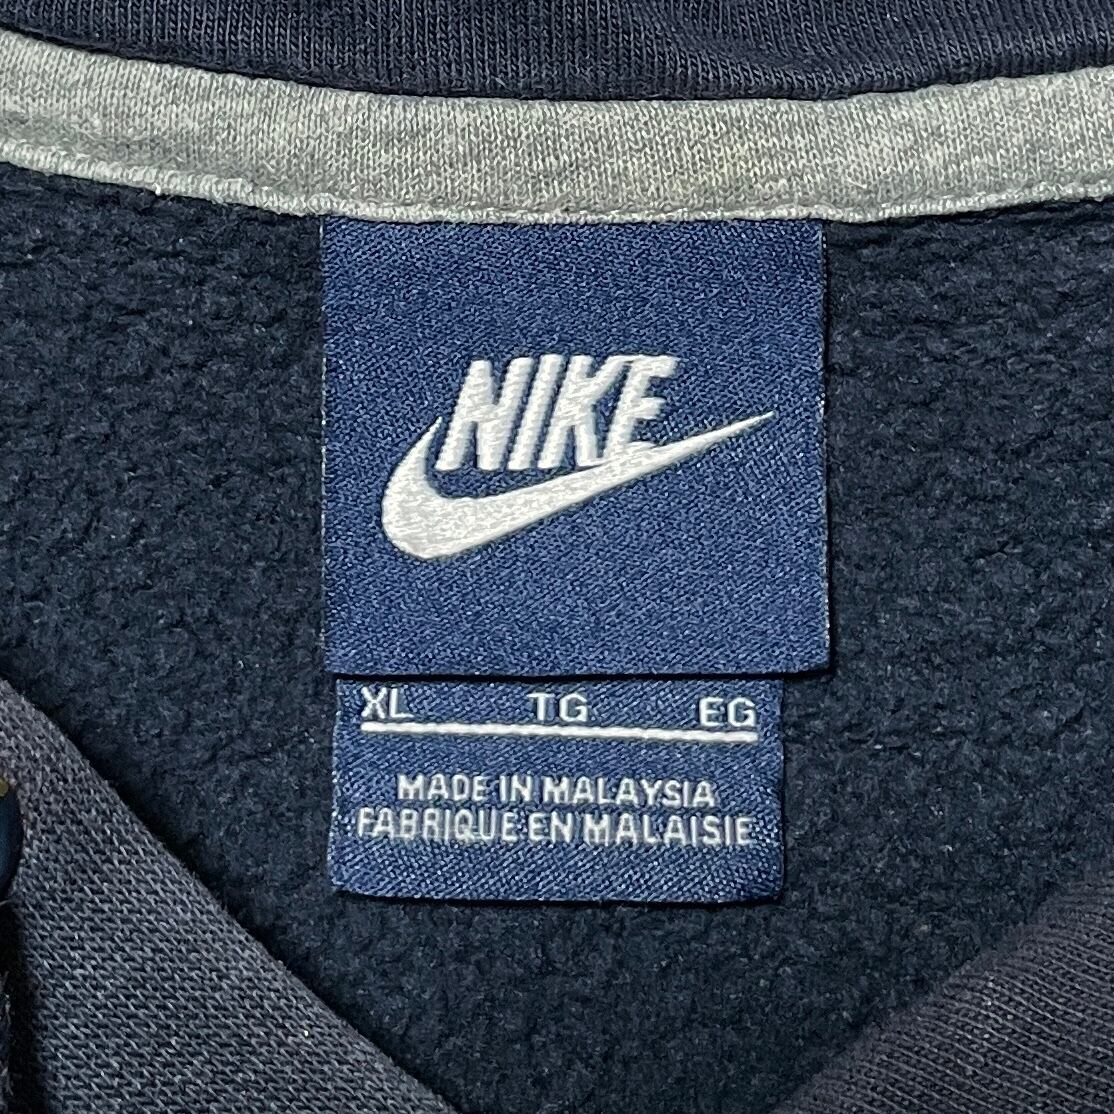 NIKE
XL TG EG
MADE IN MALAYSIA
FABRIQUE EN MALAISIE